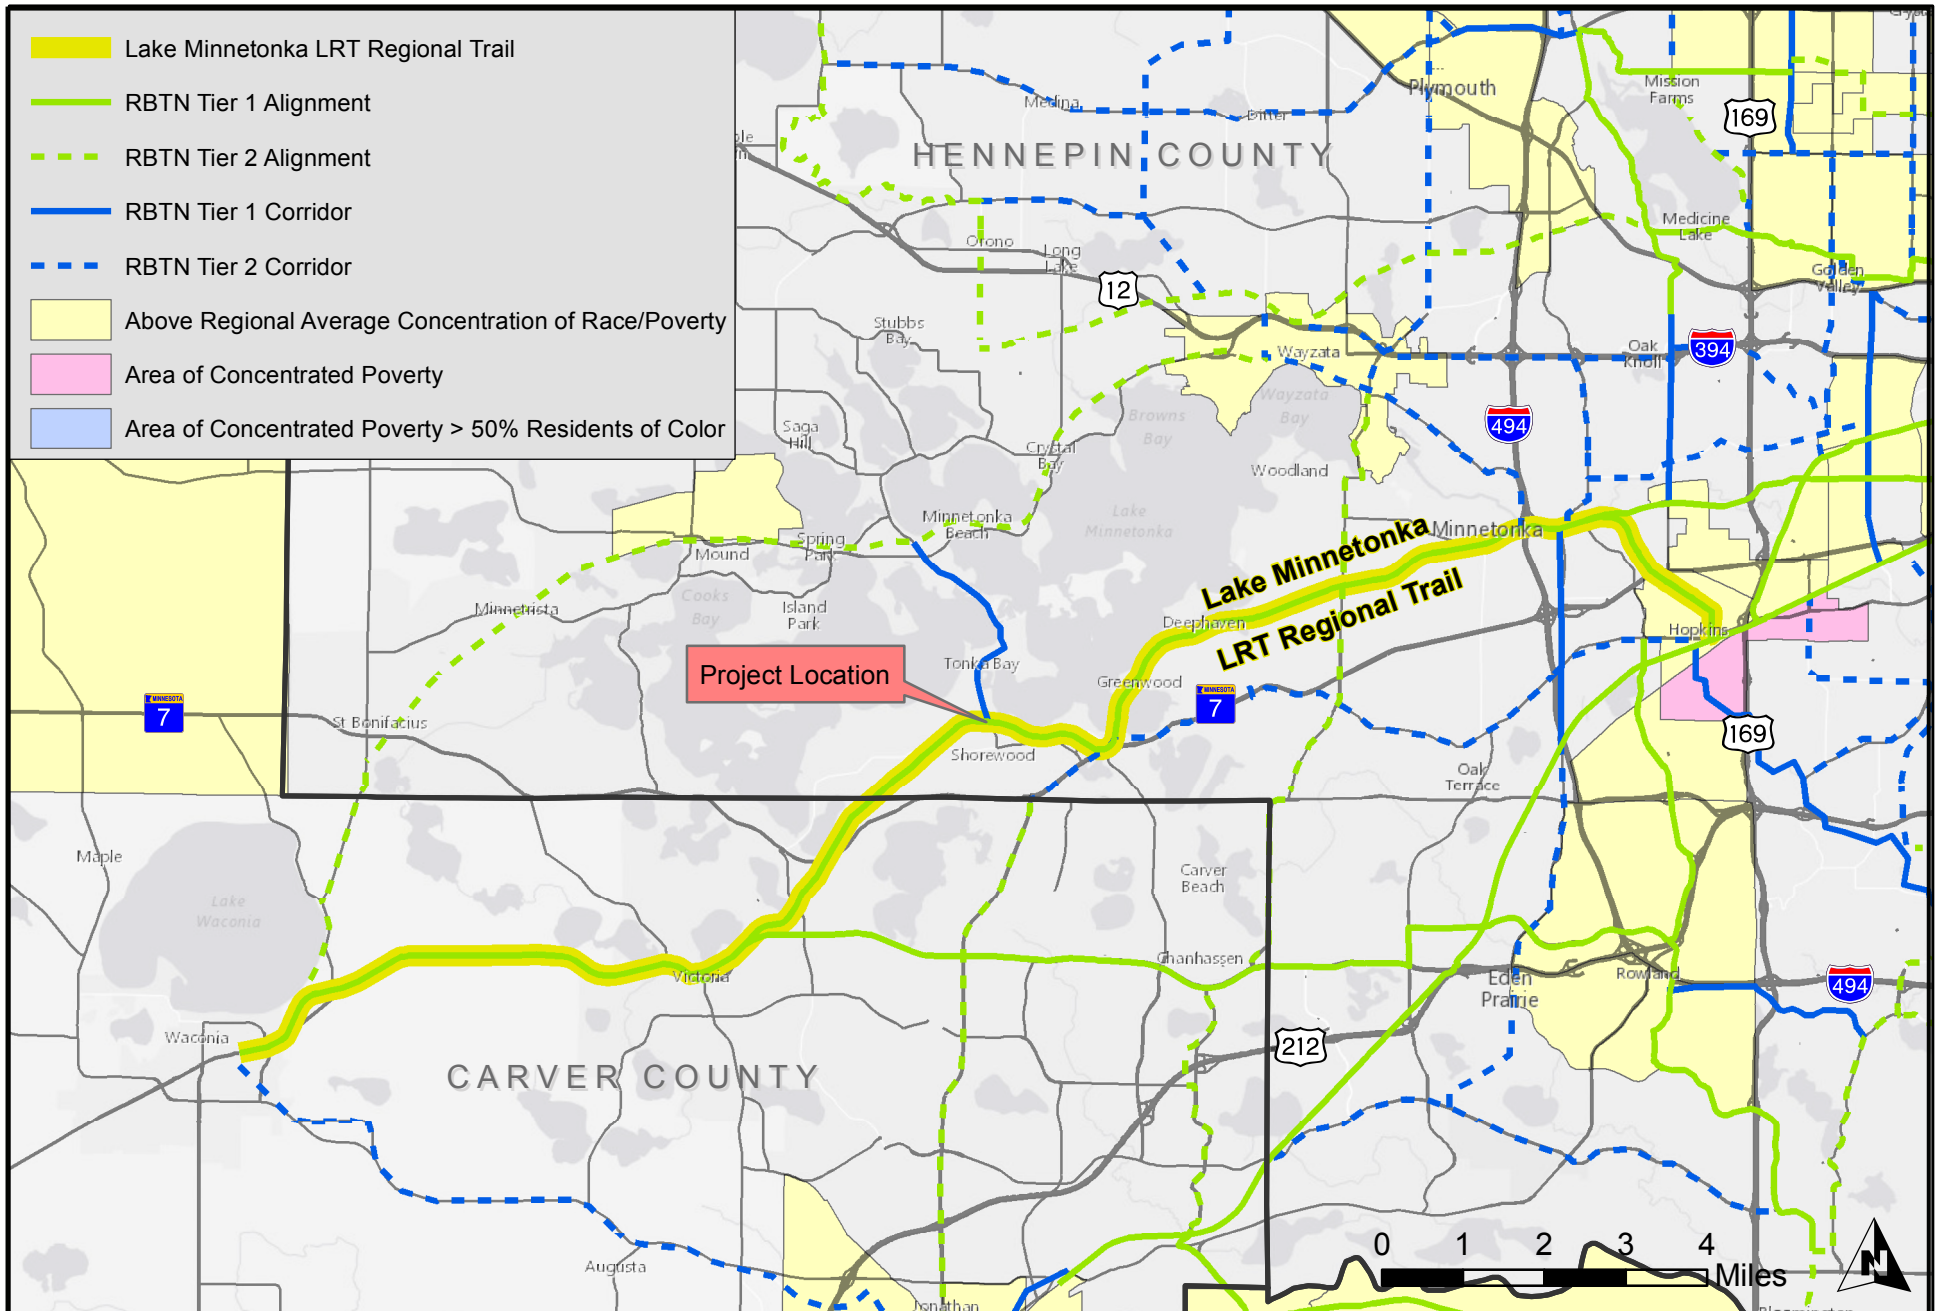 Lake Minnetonka LRT Regional Trail
RBTN Tier 1 Alignment
RBTN Tier 2 Alignment
RBTN Tier 1 Corridor
RBTN Tier 2 Corridor
Above Regional Average Concentration of Race/Poverty
Area of Concentrated Poverty
Area of Concentrated Poverty > 50% Residents of Color
Plymouth
Mission
Farms
169
Medina
Ditter
HENNEPIN COUNTY
Medicine
Lake
Orono
Long
Lake
Golden
Valley
12
Stubbs
Bay
Wayzata
Oak
Knoll
394
Wayzata
Bay
Browns
Bay
494
Saga
Hill
Crystal
Bay
Woodland
Lake
Minnetonka
Minnetonka
Beach
Minnetonka
Spring
Park
Mound
Lake Minnetonka
LRT Regional Trail
Cooks
Bay
Island
Park
Minnetrista
Deephaven
Hopkins
Project Location
Tonka Bay
Greenwood
MINNESOTA
7
MINNESOTA
7
St Bonifacius
169
Shorewood
Oak
Terrace
Maple
Carver
Beach
Lake
Waconia
Victoria
Chanhassen
Eden
Prairie
Rowland
494
Waconia
212
CARVER COUNTY
Augusta
Jonathan
0 1 2 3 4
Miles
N